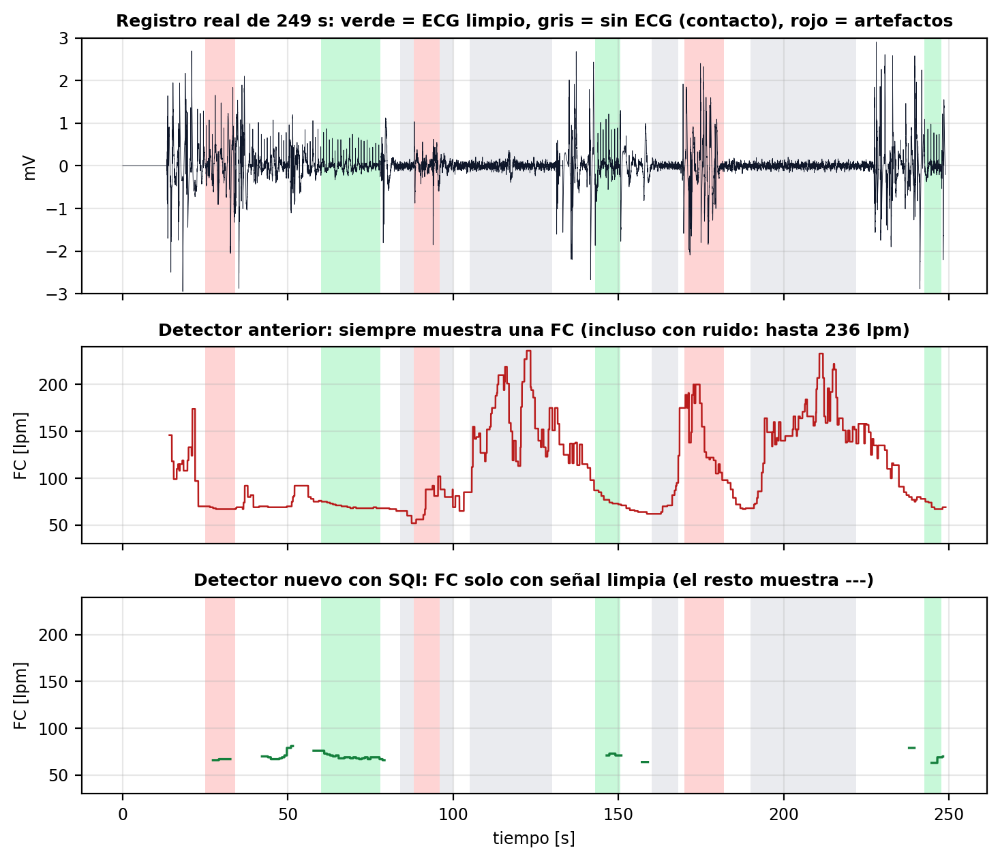 Registro real de 249 s: verde = ECG limpio, gris = sin ECG (contacto), rojo = artefactos
3
2
1
0
−1
−2
−3
mV
Detector anterior: siempre muestra una FC (incluso con ruido: hasta 236 lpm)
200
150
100
50
FC [lpm]
Detector nuevo con SQI: FC solo con señal limpia (el resto muestra ---)
200
150
100
50
FC [lpm]
0 50 100 150 200 250
tiempo [s]